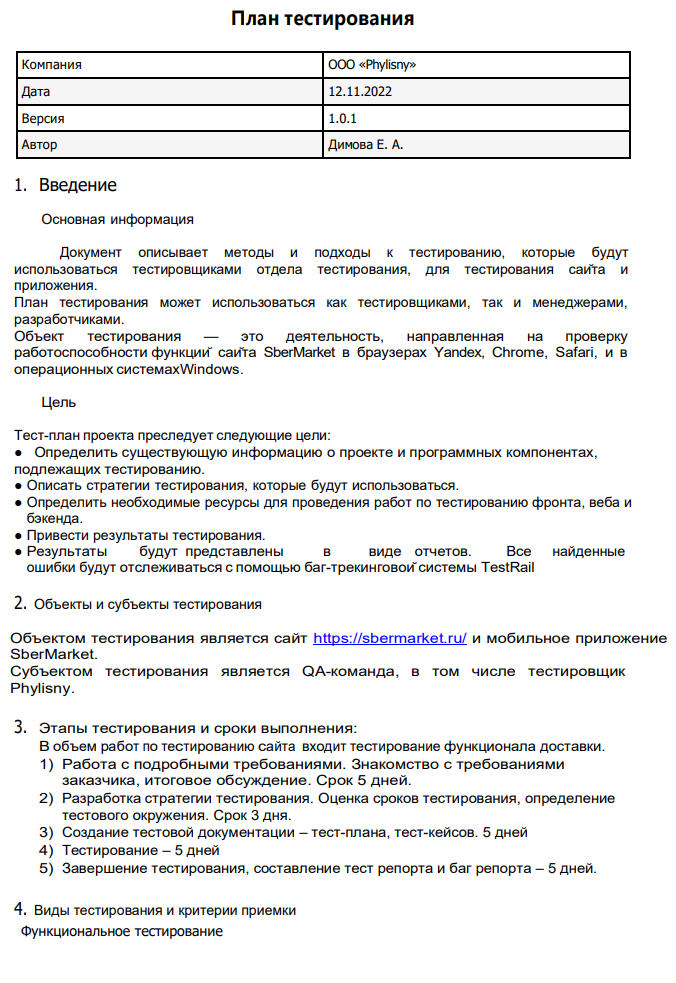 План тестирования
Компания ООО «Phylisny»
Дата 12.11.2022
Версия 1.0.1
Автор Димова Е. А.
1. Введение
Основная информация
Документ описывает методы и подходы к тестированию, которые будут
использоваться тестировщиками отдела тестирования, для тестирования сайта и
приложения.
План тестирования может использоваться как тестировщиками, так и менеджерами,
разработчиками.
Объект тестирования — это деятельность, направленная на проверку
работоспособности функций сайта SberMarket в браузерах Yandex, Chrome, Safari, и в
операционных системахWindows.
Цель
Тест-план проекта преследует следующие цели:
● Определить существующую информацию о проекте и программных компонентах,
подлежащих тестированию.
● Описать стратегии тестирования, которые будут использоваться.
● Определить необходимые ресурсы для проведения работ по тестированию фронта, веба и
бэкенда.
● Привести результаты тестирования.
● Результаты будут представлены в виде отчетов. Все найденные
ошибки будут отслеживаться с помощью баг-трекинговой системы TestRail
2. Объекты и субъекты тестирования
Объектом тестирования является сайт https://sbermarket.ru/ и мобильное приложение
SberMarket.
Субъектом тестирования является QA-команда, в том числе тестировщик
Phylisny.
3. Этапы тестирования и сроки выполнения:
В объем работ по тестированию сайта входит тестирование функционала доставки.
1) Работа с подробными требованиями. Знакомство с требованиями
заказчика, итоговое обсуждение. Срок 5 дней.
2) Разработка стратегии тестирования. Оценка сроков тестирования, определение
тестового окружения. Срок 3 дня.
3) Создание тестовой документации – тест-плана, тест-кейсов. 5 дней
4) Тестирование – 5 дней
5) Завершение тестирования, составление тест репорта и баг репорта – 5 дней.
4. Виды тестирования и критерии приемки
Функциональное тестирование